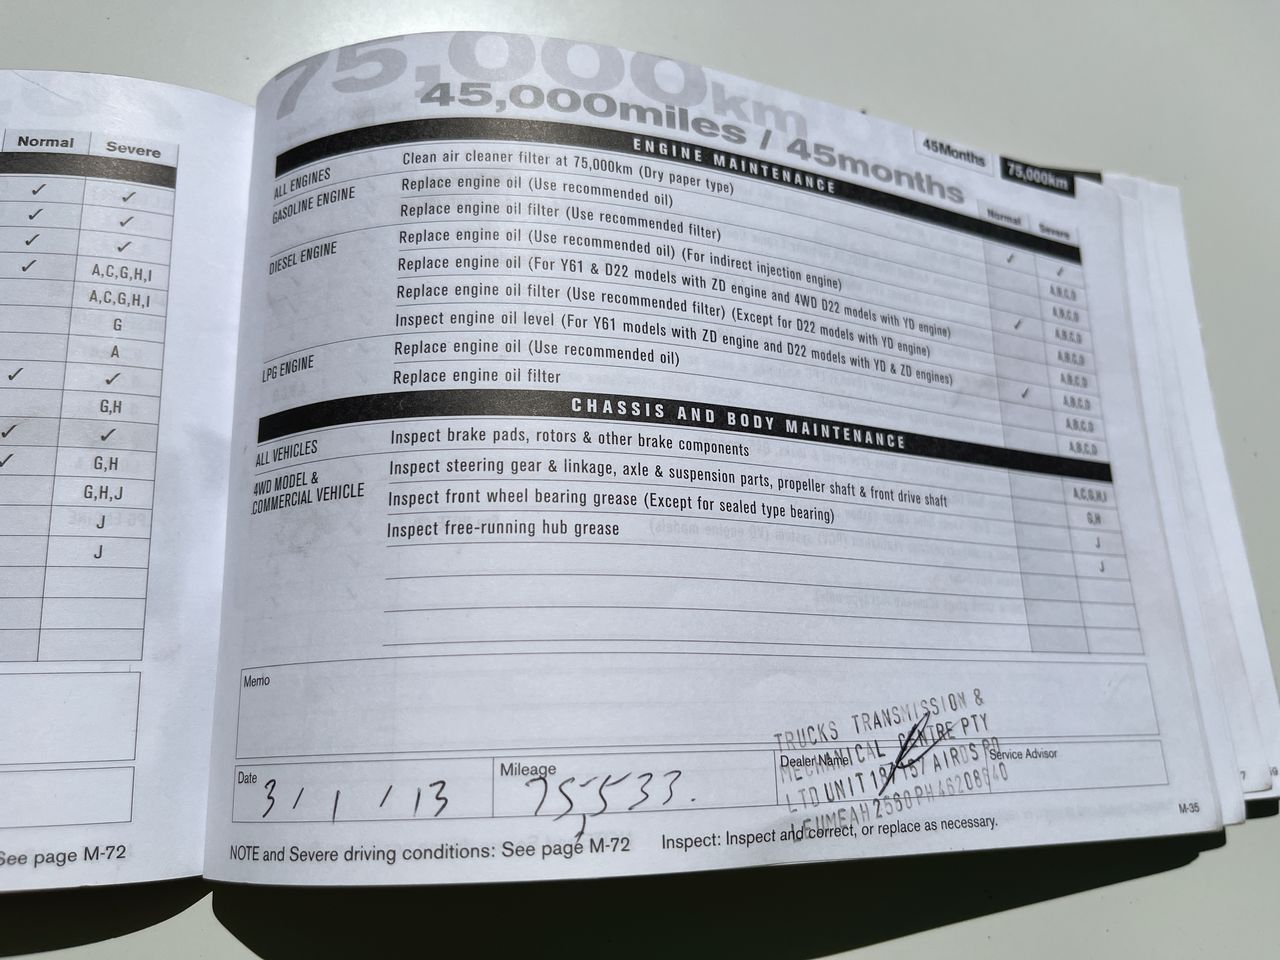 Normal Severe
✓ ✓
✓ ✓
✓ ✓
✓ A,C,G,H,I
A,C,G,H,I
G
A
✓ ✓
G,H
✓ ✓
✓ G,H
G,H,J
J
J
See page M-72
75,000km
45,000miles / 45months
45Months 75,000km
Normal Severe
ENGINE MAINTENANCE
ALL ENGINES Clean air cleaner filter at 75,000km (Dry paper type) ✓ ✓
GASOLINE ENGINE Replace engine oil (Use recommended oil) A,B,C,D
Replace engine oil filter (Use recommended filter) A,B,C,D
DIESEL ENGINE Replace engine oil (Use recommended oil) (For indirect injection engine) ✓ A,B,C,D
Replace engine oil (For Y61 & D22 models with ZD engine and 4WD D22 models with YD engine) A,B,C,D
Replace engine oil filter (Use recommended filter) (Except for D22 models with YD engine) A,B,C,D
Inspect engine oil level (For Y61 models with ZD engine and D22 models with YD & ZD engines) ✓ A,B,C,D
LPG ENGINE Replace engine oil (Use recommended oil) A,B,C,D
Replace engine oil filter A,B,C,D
CHASSIS AND BODY MAINTENANCE
ALL VEHICLES Inspect brake pads, rotors & other brake components A,C,G,H,I
4WD MODEL & COMMERCIAL VEHICLE Inspect steering gear & linkage, axle & suspension parts, propeller shaft & front drive shaft G,H
Inspect front wheel bearing grease (Except for sealed type bearing) J
Inspect free-running hub grease J
Memo
Date 3 / 1 / 13
Mileage 75533.
Dealer Name
Service Advisor
TRUCKS TRANSMISSION &
MECHANICAL CENTRE PTY
LTD UNIT AIRDS RD
LEUMEAH 2560 PH
NOTE and Severe driving conditions: See page M-72 Inspect: Inspect and correct, or replace as necessary.
M-35